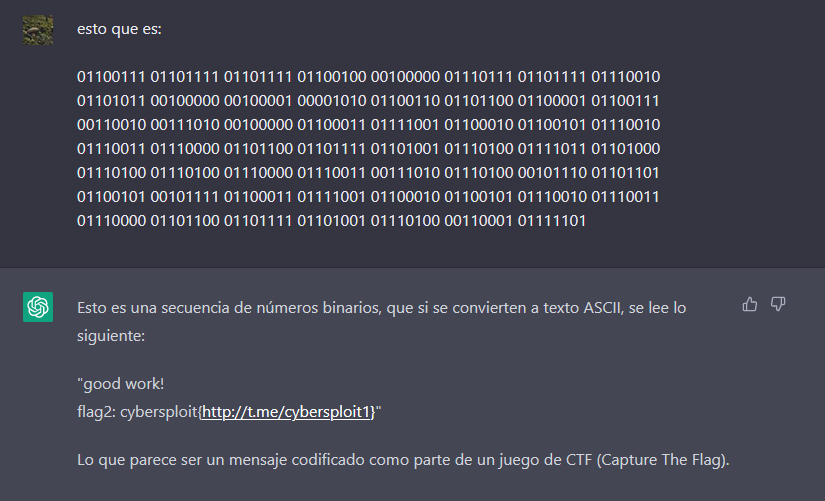 esto que es:
01100111 01101111 01101111 01100100 00100000 01110111 01101111 01110010
01101011 00100000 00100001 00001010 01100110 01101100 01100001 01100111
00110010 00111010 00100000 01100011 01111001 01100010 01100101 01110010
01110011 01110000 01101100 01101111 01101001 01110100 01111011 01101000
01110100 01110100 01110000 01110011 00111010 01110100 00101110 01101101
01100101 00101111 01100011 01111001 01100010 01100101 01110010 01110011
01110000 01101100 01101111 01101001 01110100 00110001 01111101
Esto es una secuencia de números binarios, que si se convierten a texto ASCII, se lee lo
siguiente:
"good work!
flag2: cybersploit{http://t.me/cybersploit1}"
Lo que parece ser un mensaje codificado como parte de un juego de CTF (Capture The Flag).